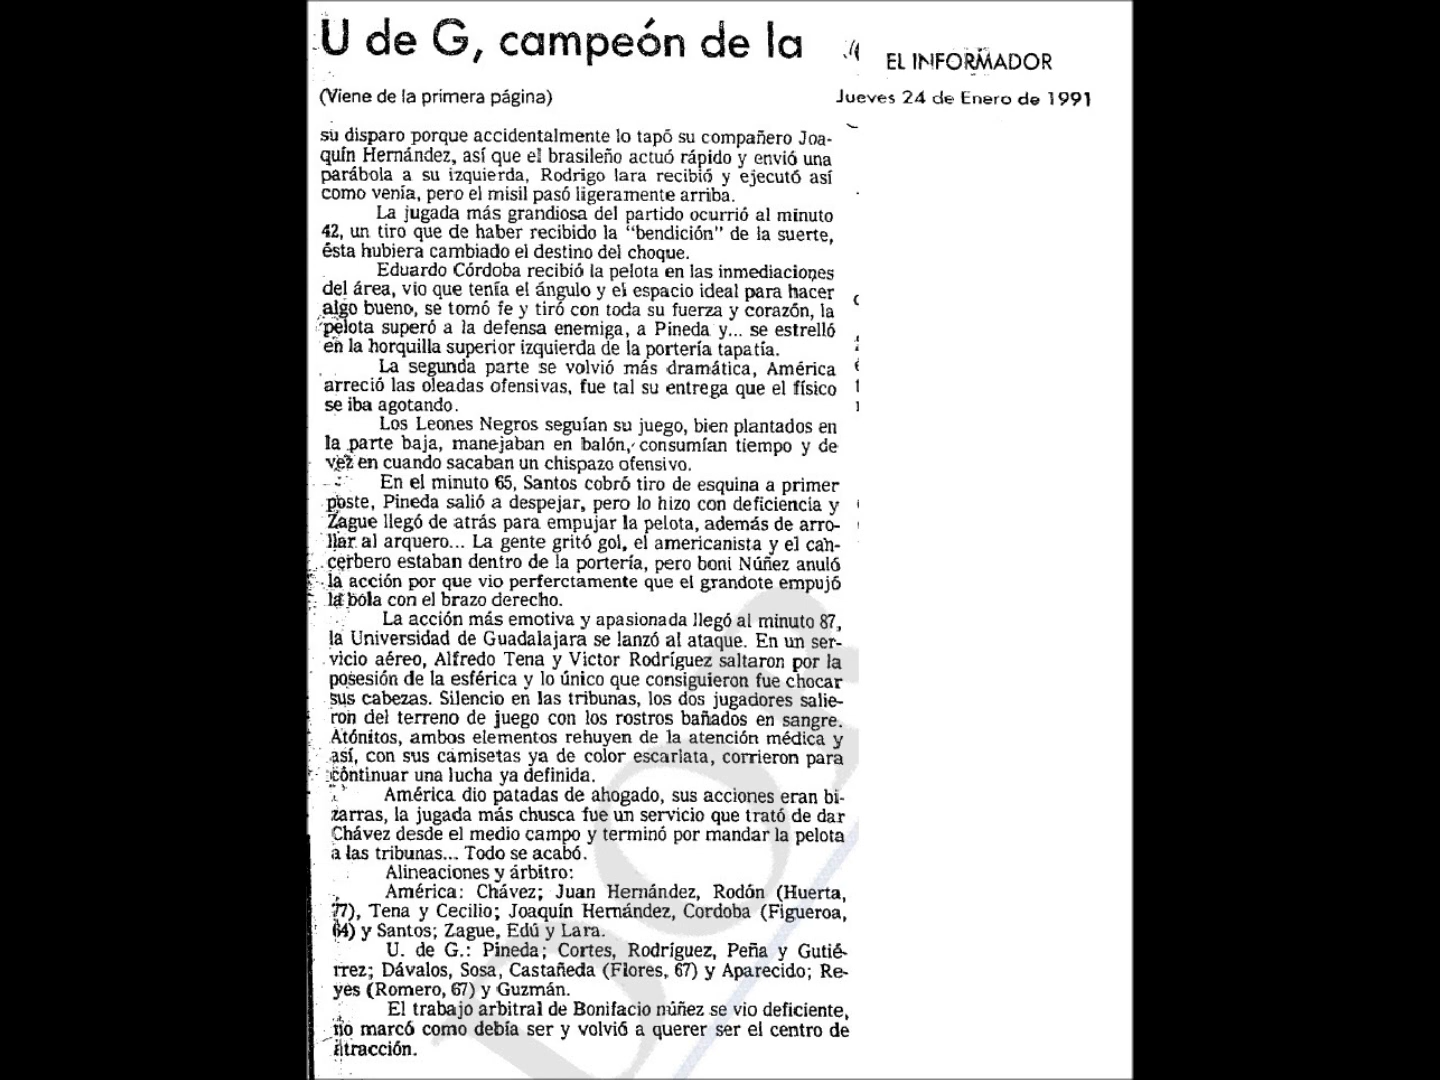 U de G, campeón de la
EL INFORMADOR
(Viene de la primera página)
Jueves 24 de Enero de 1991
su disparo porque accidentalmente lo tapó su compañero Joa-
quín Hernández, así que el brasileño actuó rápido y envió una
parábola a su izquierda, Rodrigo lara recibió y ejecutó así
como venía, pero el misil pasó ligeramente arriba.
La jugada más grandiosa del partido ocurrió al minuto
42, un tiro que de haber recibido la "bendición" de la suerte,
ésta hubiera cambiado el destino del choque.
Eduardo Córdoba recibió la pelota en las inmediaciones
del área, vio que tenía el ángulo y el espacio ideal para hacer
algo bueno, se tomó fe y tiró con toda su fuerza y corazón, la
pelota superó a la defensa enemiga, a Pineda y... se estrelló
en la horquilla superior izquierda de la portería tapatía.
La segunda parte se volvió más dramática, América
arreció las oleadas ofensivas, fue tal su entrega que el físico
se iba agotando.
Los Leones Negros seguían su juego, bien plantados en
la parte baja, manejaban en balón, consumían tiempo y de
vez en cuando sacaban un chispazo ofensivo.
En el minuto 65, Santos cobró tiro de esquina a primer
poste, Pineda salió a despejar, pero lo hizo con deficiencia y
Zague llegó de atrás para empujar la pelota, además de arro-
llar al arquero... La gente gritó gol, el americanista y el can-
cerbero estaban dentro de la portería, pero boni Núñez anuló
la acción por que vio perferctamente que el grandote empujó
la bola con el brazo derecho.
La acción más emotiva y apasionada llegó al minuto 87,
la Universidad de Guadalajara se lanzó al ataque. En un ser-
vicio aéreo, Alfredo Tena y Victor Rodríguez saltaron por la
posesión de la esférica y lo único que consiguieron fue chocar
sus cabezas. Silencio en las tribunas, los dos jugadores salie-
ron del terreno de juego con los rostros bañados en sangre.
Atónitos, ambos elementos rehuyen de la atención médica y
así, con sus camisetas ya de color escarlata, corrieron para
continuar una lucha ya definida.
América dio patadas de ahogado, sus acciones eran bi-
zarras, la jugada más chusca fue un servicio que trató de dar
Chávez desde el medio campo y terminó por mandar la pelota
a las tribunas... Todo se acabó.
Alineaciones y árbitro:
América: Chávez; Juan Hernández, Rodón (Huerta,
77), Tena y Cecilio; Joaquín Hernández, Cordoba (Figueroa,
64) y Santos; Zague, Edú y Lara.
U. de G.: Pineda; Cortes, Rodríguez, Peña y Gutié-
rrez; Dávalos, Sosa, Castañeda (Flores, 67) y Aparecido; Re-
yes (Romero, 67) y Guzmán.
El trabajo arbitral de Bonifacio núñez se vio deficiente,
no marcó como debía ser y volvió a querer ser el centro de
atracción.